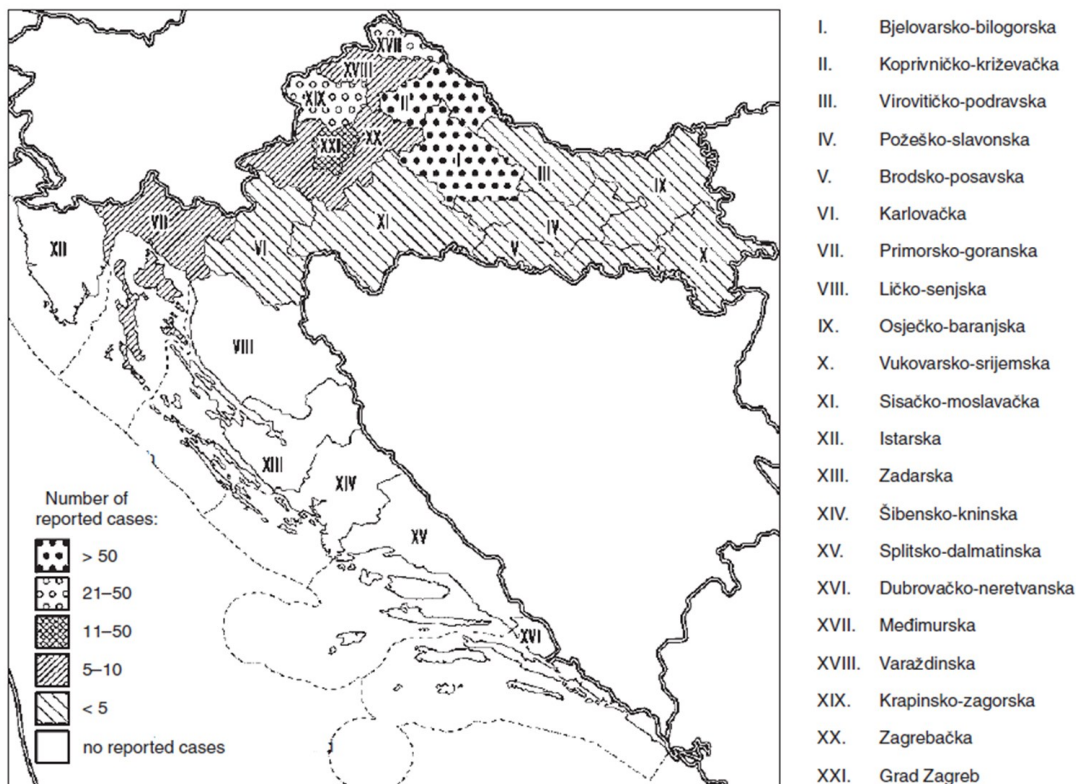 XVII
XVIII
XIX
II
XXI
XX
I
III
IX
XII
VII
VI
XI
IV
V
X
VIII
XIII
XIV
XV
XVI
Number of
reported cases:
> 50
21–50
11–50
5–10
< 5
no reported cases
I. Bjelovarsko-bilogorska
II. Koprivničko-križevačka
III. Virovitičko-podravska
IV. Požeško-slavonska
V. Brodsko-posavska
VI. Karlovačka
VII. Primorsko-goranska
VIII. Ličko-senjska
IX. Osječko-baranjska
X. Vukovarsko-srijemska
XI. Sisačko-moslavačka
XII. Istarska
XIII. Zadarska
XIV. Šibensko-kninska
XV. Splitsko-dalmatinska
XVI. Dubrovačko-neretvanska
XVII. Međimurska
XVIII. Varaždinska
XIX. Krapinsko-zagorska
XX. Zagrebačka
XXI. Grad Zagreb